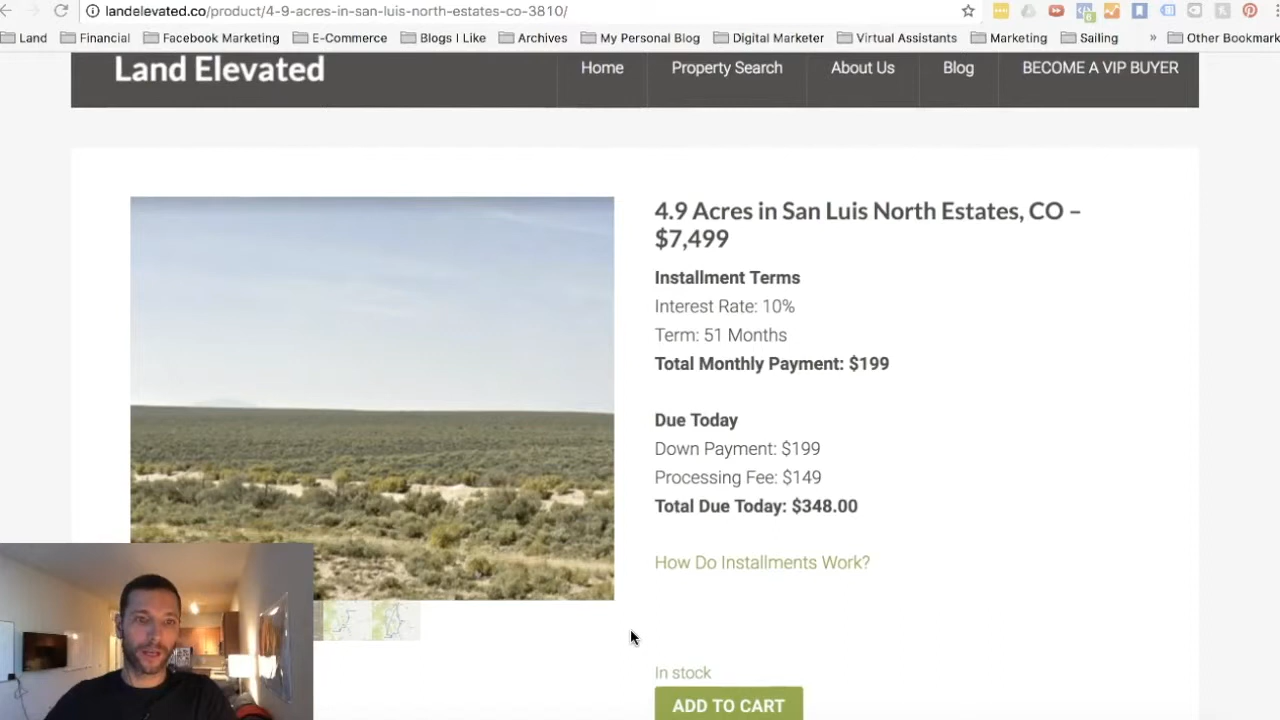 landelevated.co/product/4-9-acres-in-san-luis-north-estates-co-3810/
Land Financial Facebook Marketing E-Commerce Blogs I Like Archives My Personal Blog Digital Marketer Virtual Assistants Marketing Sailing » Other Bookmark
Land Elevated
Home Property Search About Us Blog BECOME A VIP BUYER
4.9 Acres in San Luis North Estates, CO –
$7,499
Installment Terms
Interest Rate: 10%
Term: 51 Months
Total Monthly Payment: $199
Due Today
Down Payment: $199
Processing Fee: $149
Total Due Today: $348.00
How Do Installments Work?
In stock
ADD TO CART